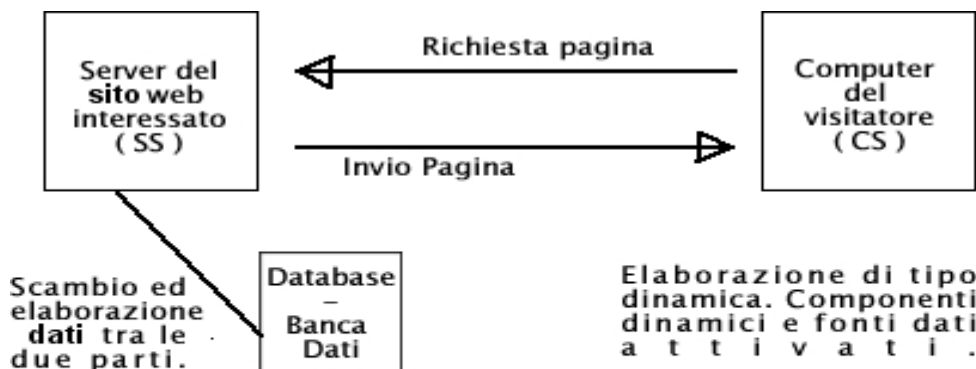 Server del
sito web
interessato
( SS )
Richiesta pagina
Invio Pagina
Computer
del
visitatore
( CS )
Scambio ed
elaborazione
dati tra le
due parti.
Database
–
Banca
Dati
Elaborazione di tipo
dinamica. Componenti
dinamici e fonti dati
a t t i v a t i .